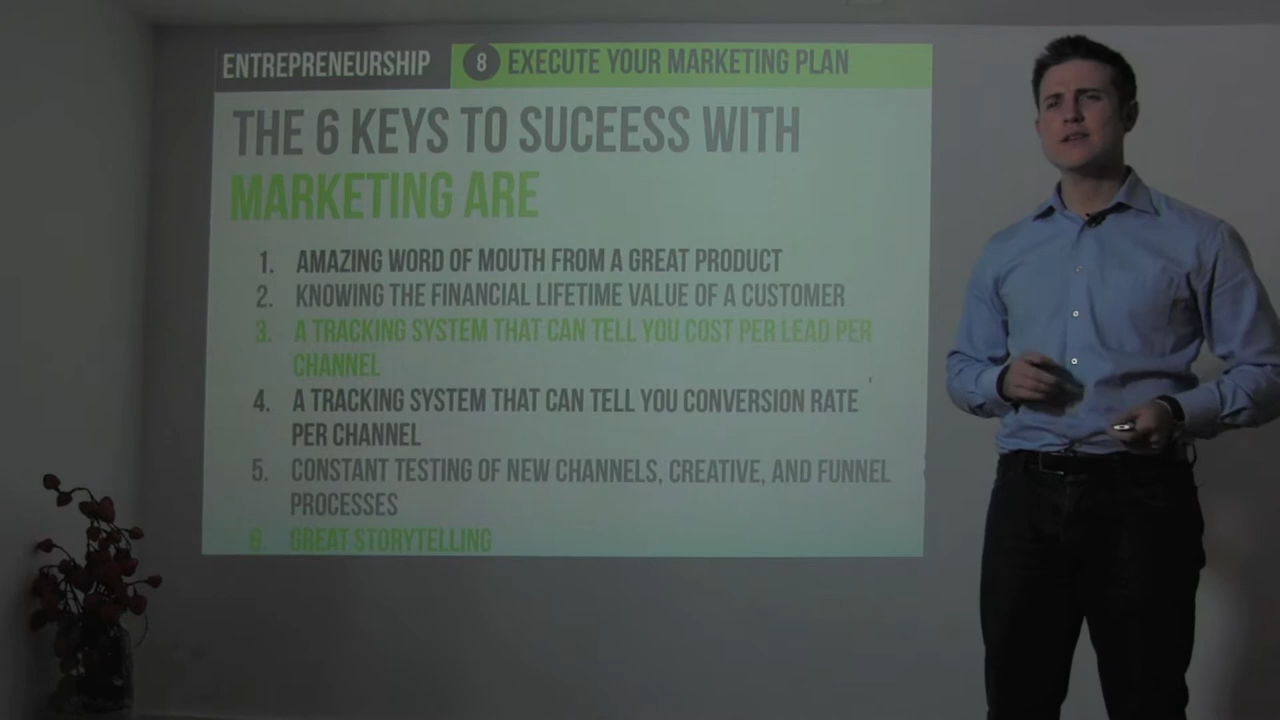 ENTREPRENEURSHIP 8 EXECUTE YOUR MARKETING PLAN
THE 6 KEYS TO SUCEESS WITH
MARKETING ARE
1. AMAZING WORD OF MOUTH FROM A GREAT PRODUCT
2. KNOWING THE FINANCIAL LIFETIME VALUE OF A CUSTOMER
3. A TRACKING SYSTEM THAT CAN TELL YOU COST PER LEAD PER
CHANNEL
4. A TRACKING SYSTEM THAT CAN TELL YOU CONVERSION RATE
PER CHANNEL
5. CONSTANT TESTING OF NEW CHANNELS, CREATIVE, AND FUNNEL
PROCESSES
6. GREAT STORYTELLING